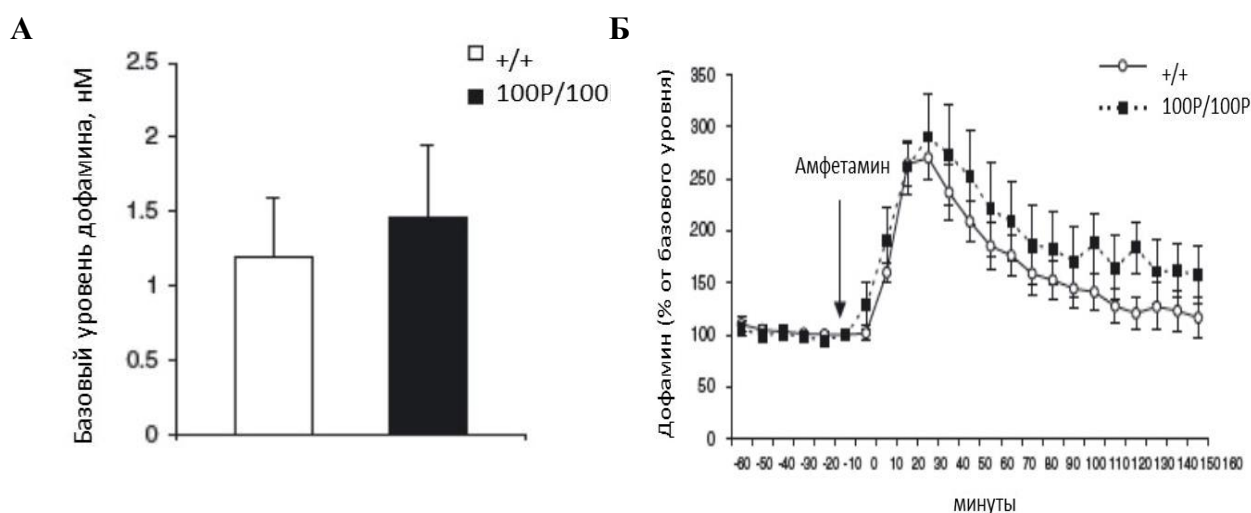 А
Базовый уровень дофамина, нМ
2.5
2
1.5
1
0.5
0
+/+
100P/100
Б
Дофамин (% от базового уровня)
350
300
250
200
150
100
50
0
Амфетамин
+/+
100P/100P
-60 -50 -40 -30 -20 -10 0 10 20 30 40 50 60 70 80 90 100 110 120 130 140 150 160
минуты